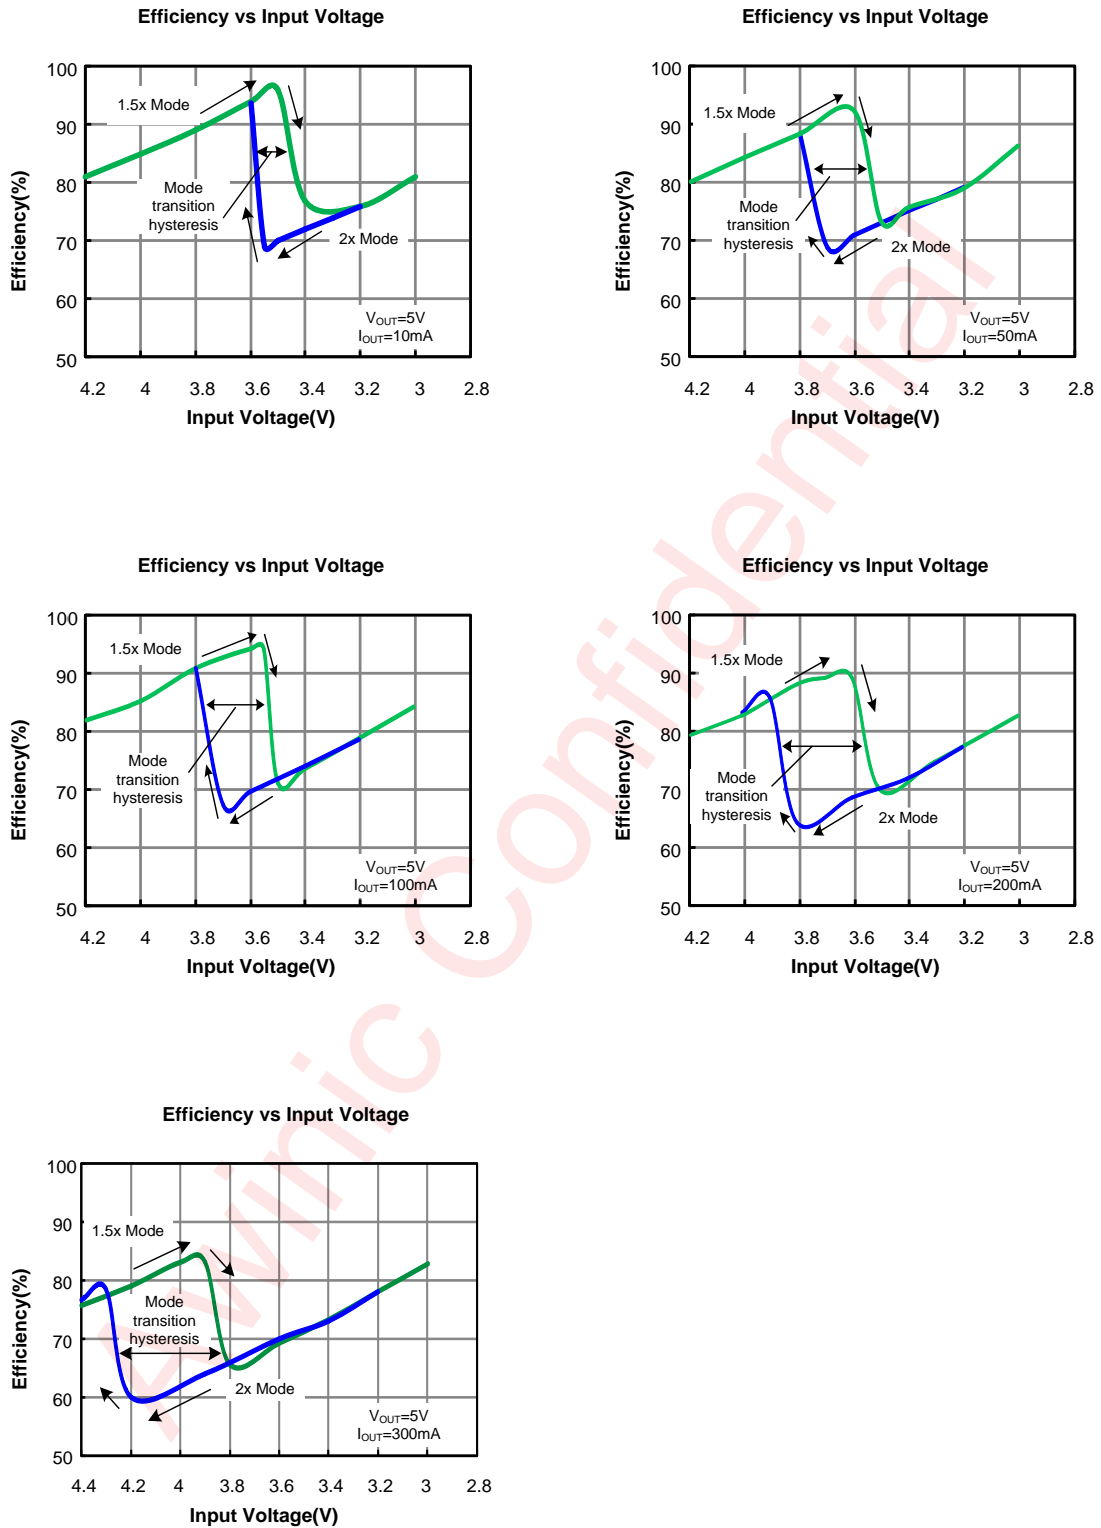 Efficiency vs Input Voltage
100
90
80
70
60
50
Efficiency(%)
1.5x Mode
Mode
transition
hysteresis
2x Mode
VOUT=5V
IOUT=10mA
4.2 4 3.8 3.6 3.4 3.2 3 2.8
Input Voltage(V)
Efficiency vs Input Voltage
100
90
80
70
60
50
Efficiency(%)
1.5x Mode
Mode
transition
hysteresis
2x Mode
VOUT=5V
IOUT=50mA
4.2 4 3.8 3.6 3.4 3.2 3 2.8
Input Voltage(V)
Efficiency vs Input Voltage
100
90
80
70
60
50
Efficiency(%)
1.5x Mode
Mode
transition
hysteresis
2x Mode
VOUT=5V
IOUT=100mA
4.2 4 3.8 3.6 3.4 3.2 3 2.8
Input Voltage(V)
Efficiency vs Input Voltage
100
90
80
70
60
50
Efficiency(%)
1.5x Mode
Mode
transition
hysteresis
2x Mode
VOUT=5V
IOUT=200mA
4.2 4 3.8 3.6 3.4 3.2 3 2.8
Input Voltage(V)
Efficiency vs Input Voltage
100
90
80
70
60
50
Efficiency(%)
1.5x Mode
Mode
transition
hysteresis
2x Mode
VOUT=5V
IOUT=300mA
4.4 4.2 4 3.8 3.6 3.4 3.2 3 2.8
Input Voltage(V)
Awinic Confidential